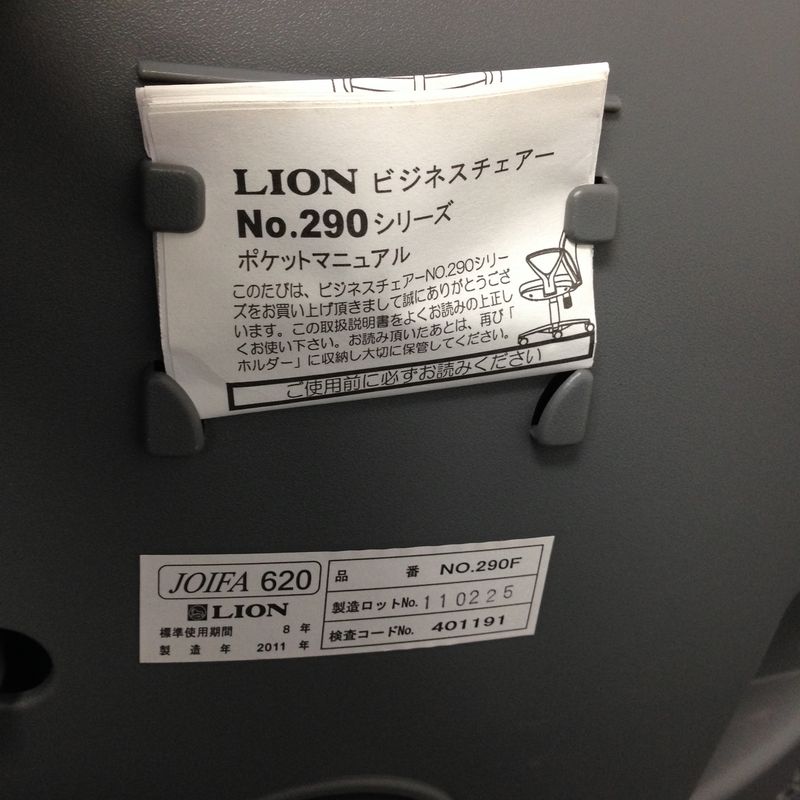 LION ビジネスチェアー
No.290シリーズ
ポケットマニュアル
このたびは、ビジネスチェアーNO.290シリー
ズをお買い上げ頂きまして誠にありがとうござ
います。この取扱説明書をよくお読みの上正し
くお使い下さい。お読み頂いたあとは、再び「
ホルダー」に収納し大切に保管してください。
ご使用前に必ずお読みください
JOIFA 620
LION
標準使用期間 8年
製造年 2011年
品番 NO.290F
製造ロットNo. 110225
検査コードNo. 401191